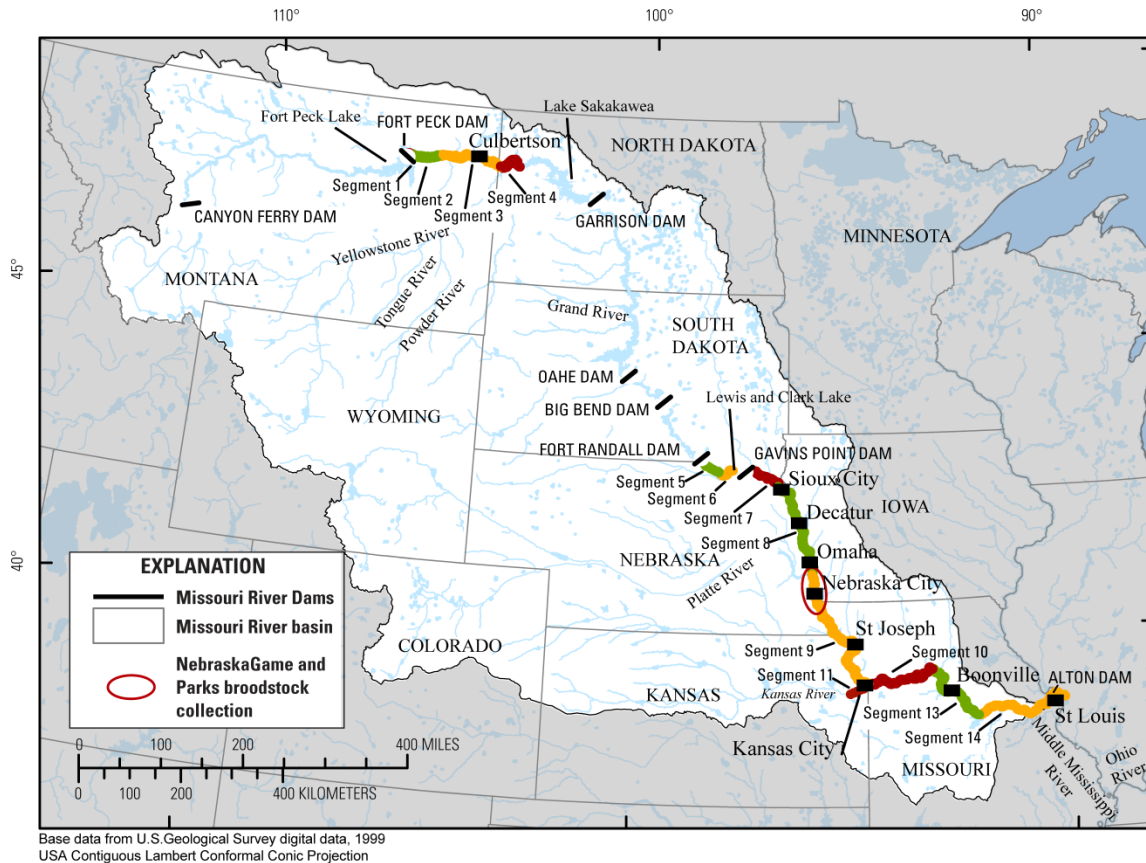 110°
100°
90°
Lake Sakakawea
Fort Peck Lake
FORT PECK DAM
Culbertson
NORTH DAKOTA
Segment 1
Segment 2
Segment 3
Segment 4
CANYON FERRY DAM
GARRISON DAM
MINNESOTA
Yellowstone River
45°
MONTANA
Tongue River
Powder River
Grand River
SOUTH
DAKOTA
OAHE DAM
BIG BEND DAM
Lewis and Clark Lake
WYOMING
FORT RANDALL DAM
GAVINS POINT DAM
Segment 5
Segment 6
Segment 7
Sioux City
IOWA
Decatur
Segment 8
40°
NEBRASKA
Platte River
Omaha
Nebraska City
EXPLANATION
Missouri River Dams
Missouri River basin
NebraskaGame and
Parks broodstock
collection
COLORADO
St Joseph
Segment 9
Segment 10
Segment 11
Kansas River
KANSAS
Boonville
ALTON DAM
Segment 13
St Louis
Segment 14
Kansas City
MISSOURI
Middle Mississippi
River
Ohio
River
0 100 200 400 MILES
0 100 200 400 KILOMETERS
Base data from U.S.Geological Survey digital data, 1999
USA Contiguous Lambert Conformal Conic Projection